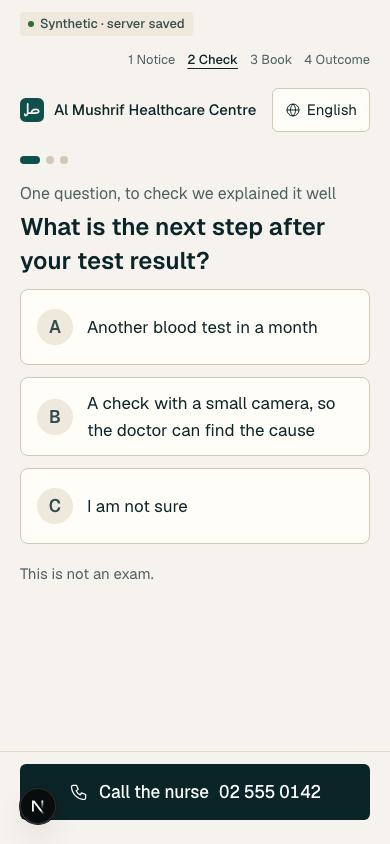 Synthetic · server saved
1 Notice 2 Check 3 Book 4 Outcome
صل Al Mushrif Healthcare Centre English
One question, to check we explained it well
What is the next step after
your test result?
A Another blood test in a month
B A check with a small camera, so
the doctor can find the cause
C I am not sure
This is not an exam.
N Call the nurse 02 555 0142